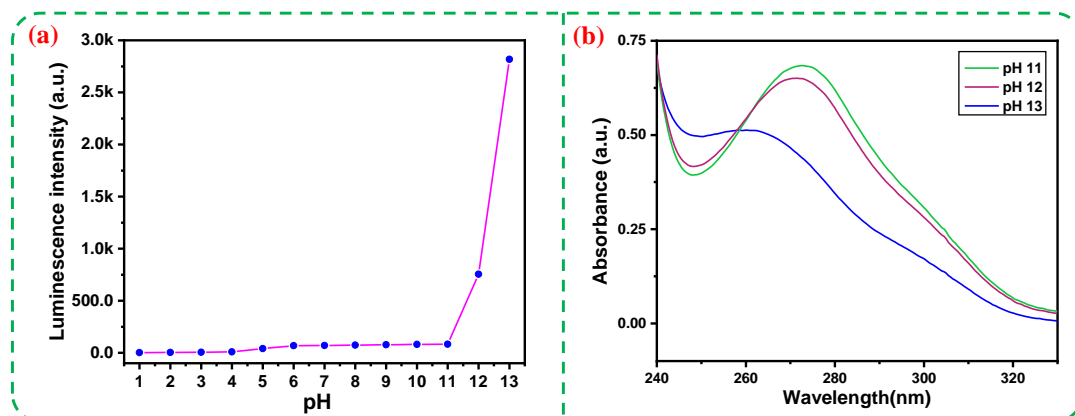 (a)
Luminescence intensity (a.u.)
3.0k
2.5k
2.0k
1.5k
1.0k
500.0
0.0
1 2 3 4 5 6 7 8 9 10 11 12 13
pH
(b)
Absorbance (a.u.)
0.75
0.50
0.25
0.00
pH 11
pH 12
pH 13
240 260 280 300 320
Wavelength(nm)